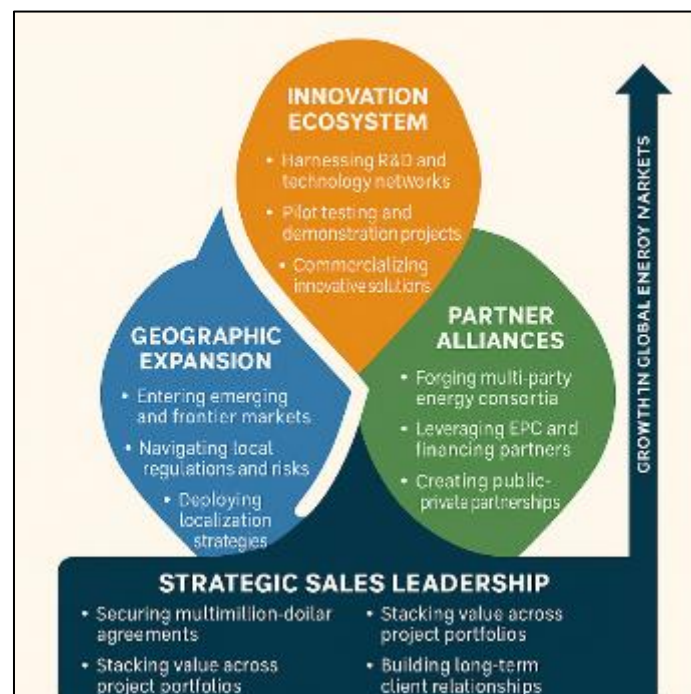 INNOVATION
ECOSYSTEM
• Harnessing R&D and
technology networks
• Pilot testing and
demonstration projects
• Commercializing
innovative solutions
GEOGRAPHIC
EXPANSION
• Entering emerging
and frontier markets
• Navigating local
regulations and risks
• Deploying
localization
strategies
PARTNER
ALLIANCES
• Forging multi-party
energy consortia
• Leveraging EPC and
financing partners
• Creating public-
private partnerships
GROWTH IN GLOBAL ENERGY NARKETS
STRATEGIC SALES LEADERSHIP
• Securing multimillion-doilar
agreements
• Stacking value across
project portfolios
• Stacking value across
project portfolios
• Building long-term
client relationships